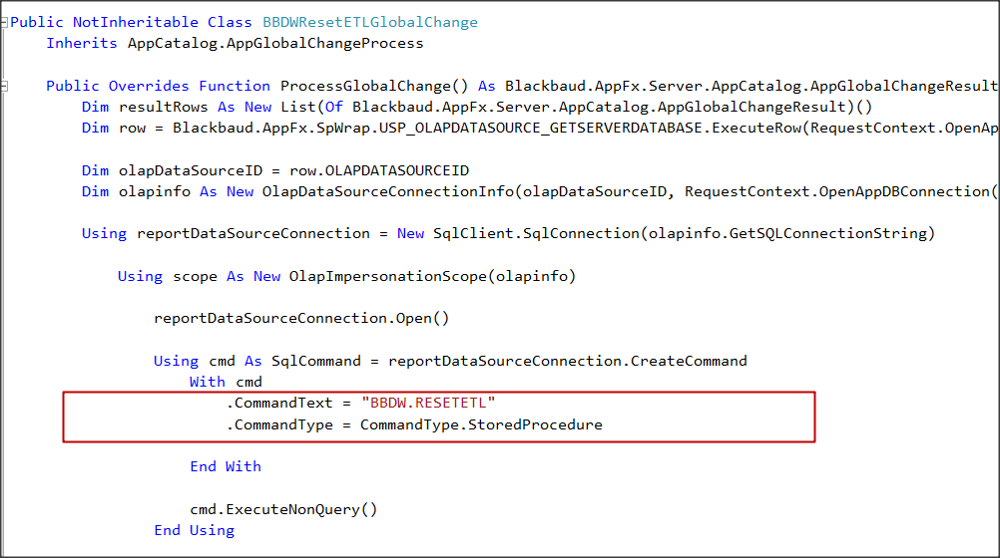 Public NotInheritable Class BBDWResetETLGlobalChange
Inherits AppCatalog.AppGlobalChangeProcess
Public Overrides Function ProcessGlobalChange() As Blackbaud.AppFx.Server.AppCatalog.AppGlobalChangeResult
Dim resultRows As New List(Of Blackbaud.AppFx.Server.AppCatalog.AppGlobalChangeResult)()
Dim row = Blackbaud.AppFx.SpWrap.USP_OLAPDATASOURCE_GETSERVERDATABASE.ExecuteRow(RequestContext.OpenAp
Dim olapDataSourceID = row.OLAPDATASOURCEID
Dim olapinfo As New OlapDataSourceConnectionInfo(olapDataSourceID, RequestContext.OpenAppDBConnection(
Using reportDataSourceConnection = New SqlClient.SqlConnection(olapinfo.GetSQLConnectionString)
Using scope As New OlapImpersonationScope(olapinfo)
reportDataSourceConnection.Open()
Using cmd As SqlCommand = reportDataSourceConnection.CreateCommand
With cmd
.CommandText = "BBDW.RESETETL"
.CommandType = CommandType.StoredProcedure
End With
cmd.ExecuteNonQuery()
End Using